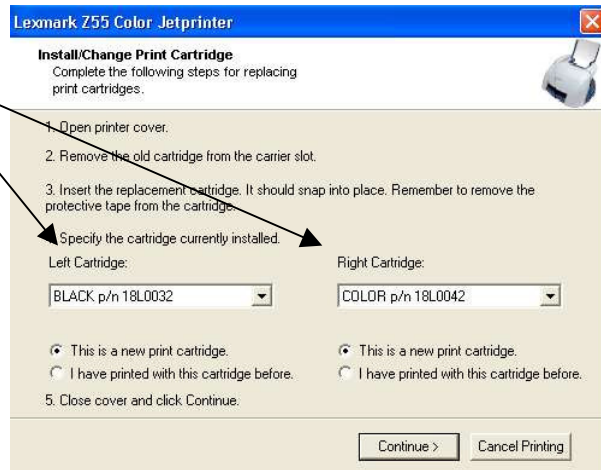 Lexmark Z55 Color Jetprinter
Install/Change Print Cartridge
Complete the following steps for replacing
print cartridges.
1. Open printer cover.
2. Remove the old cartridge from the carrier slot.
3. Insert the replacement cartridge. It should snap into place. Remember to remove the
protective tape from the cartridge.
Specify the cartridge currently installed.
Left Cartridge:
Right Cartridge:
BLACK p/n 18L0032
COLOR p/n 18L0042
This is a new print cartridge.
This is a new print cartridge.
I have printed with this cartridge before.
I have printed with this cartridge before.
5. Close cover and click Continue.
Continue >
Cancel Printing